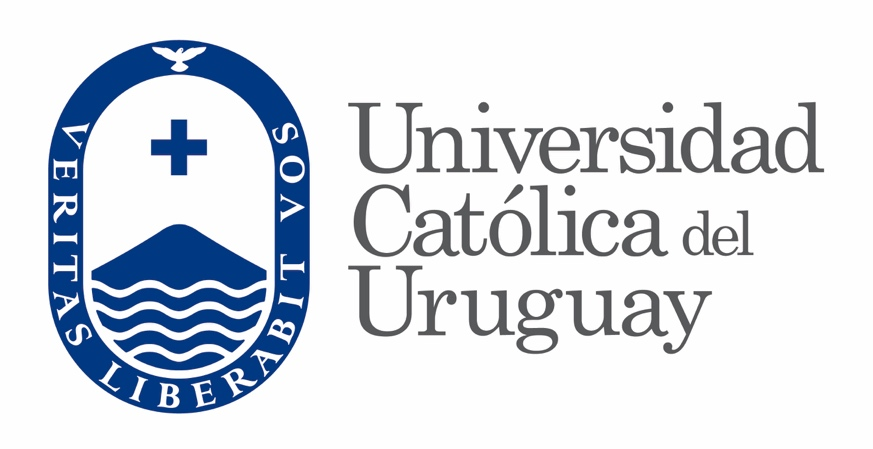 VERITAS LIBERABIT VOS
Universidad
Católica del
Uruguay